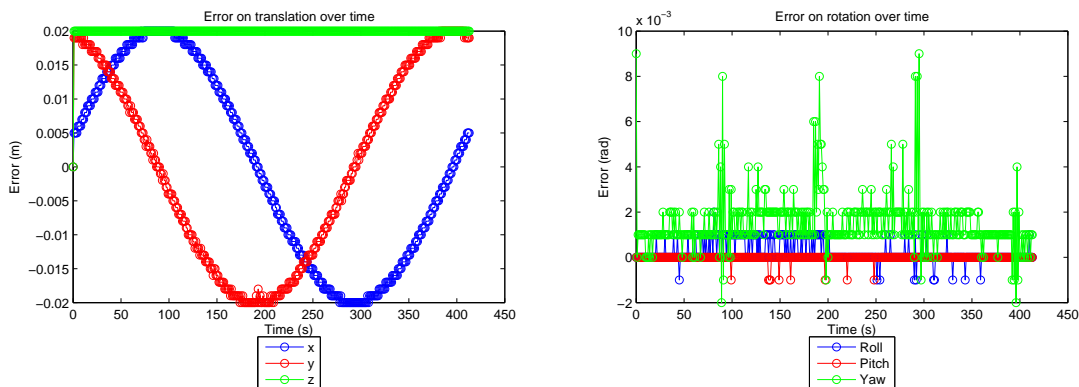 Error on translation over time
Error (m)
0.02
0.015
0.01
0.005
0
−0.005
−0.01
−0.015
−0.02
0 50 100 150 200 250 300 350 400 450
Time (s)
x
y
z
Error on rotation over time
x 10⁻³
Error (rad)
10
8
6
4
2
0
−2
0 50 100 150 200 250 300 350 400 450
Time (s)
Roll
Pitch
Yaw